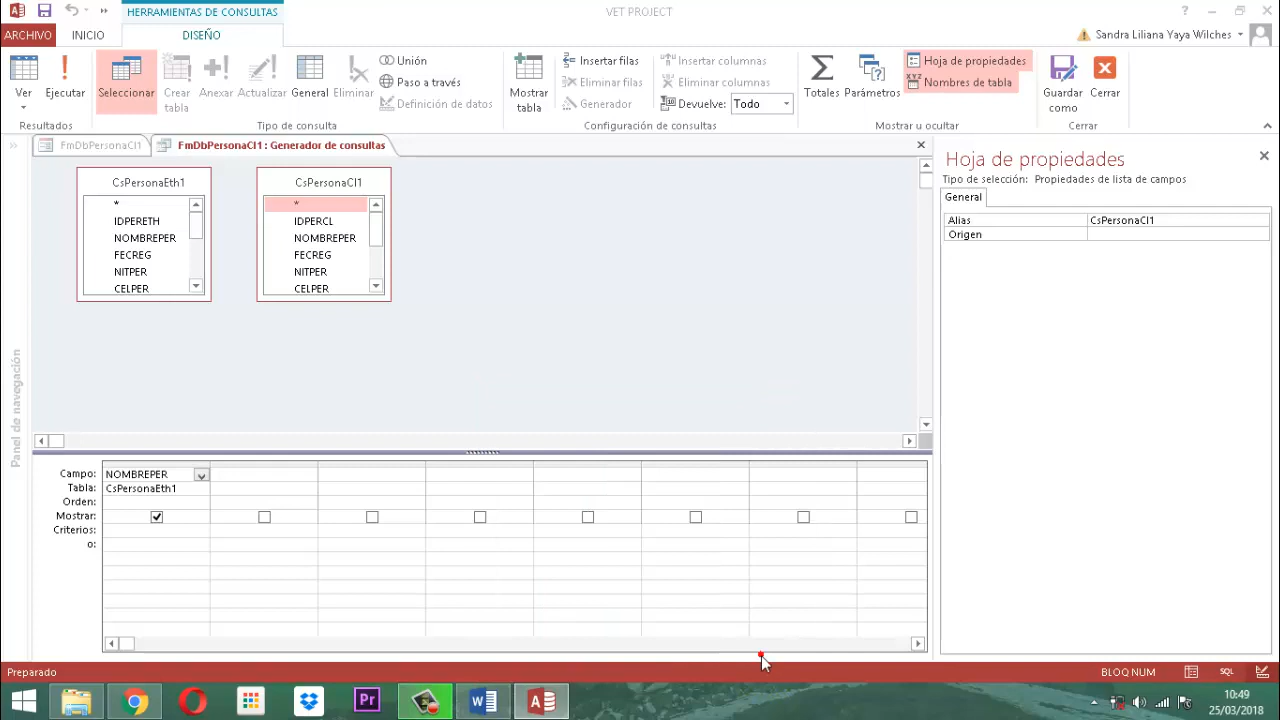 HERRAMIENTAS DE CONSULTAS
VET PROJECT
ARCHIVO
INICIO
DISEÑO
Sandra Liliana Yaya Wilches
Ver
Ejecutar
Seleccionar
Crear tabla
Anexar
Actualizar
General
Eliminar
Unión
Paso a través
Definición de datos
Mostrar tabla
Insertar filas
Eliminar filas
Generador
Insertar columnas
Eliminar columnas
Devuelve: Todo
Totales
Parámetros
Hoja de propiedades
XYZ Nombres de tabla
Guardar como
Cerrar
Resultados
Tipo de consulta
Configuración de consultas
Mostrar u ocultar
Cerrar
FmDbPersonaCl1
FmDbPersonaCl1 : Generador de consultas
CsPersonaEth1
*
IDPERETH
NOMBREPER
FECREG
NITPER
CELPER
CsPersonaCl1
*
IDPERCL
NOMBREPER
FECREG
NITPER
CELPER
Hoja de propiedades
Tipo de selección: Propiedades de lista de campos
General
Alias CsPersonaCl1
Origen
Panel de navegación
Campo: NOMBREPER
Tabla: CsPersonaEth1
Orden:
Mostrar:
Criterios:
o:
Preparado
BLOQ NUM
SQL
Pr
10:49
25/03/2018